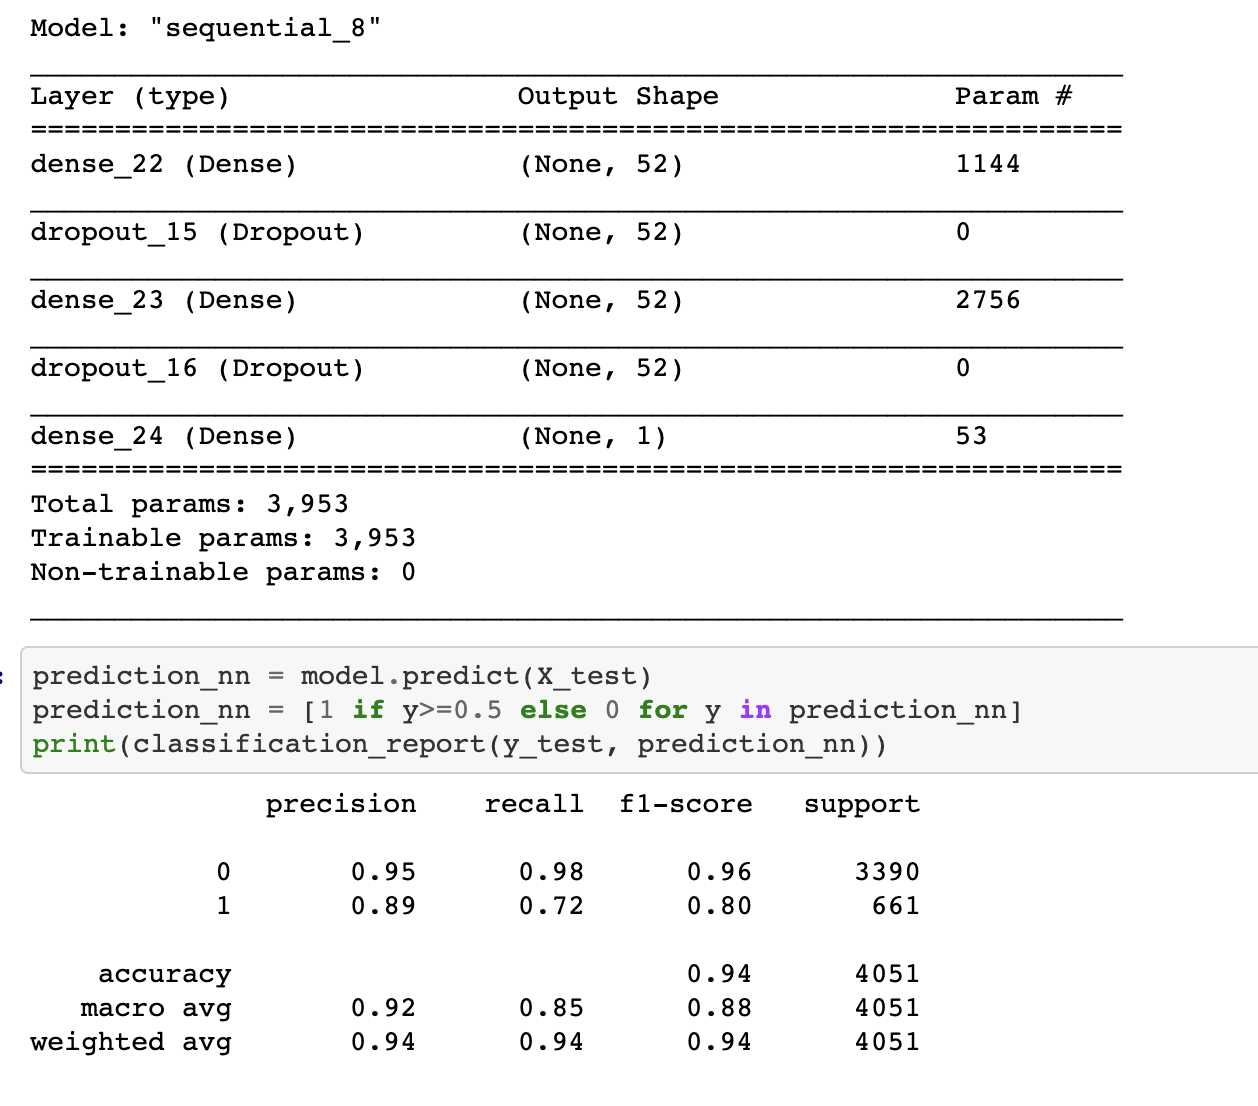 Model: "sequential_8"
_________________________________________________________________
Layer (type)                 Output Shape              Param #
=================================================================
dense_22 (Dense)             (None, 52)                1144
_________________________________________________________________
dropout_15 (Dropout)         (None, 52)                0
_________________________________________________________________
dense_23 (Dense)             (None, 52)                2756
_________________________________________________________________
dropout_16 (Dropout)         (None, 52)                0
_________________________________________________________________
dense_24 (Dense)             (None, 1)                 53
=================================================================
Total params: 3,953
Trainable params: 3,953
Non-trainable params: 0
_________________________________________________________________
:
prediction_nn = model.predict(X_test)
prediction_nn = [1 if y>=0.5 else 0 for y in prediction_nn]
print(classification_report(y_test, prediction_nn))
              precision    recall  f1-score   support
           0       0.95      0.98      0.96      3390
           1       0.89      0.72      0.80       661
    accuracy                           0.94      4051
   macro avg       0.92      0.85      0.88      4051
weighted avg       0.94      0.94      0.94      4051